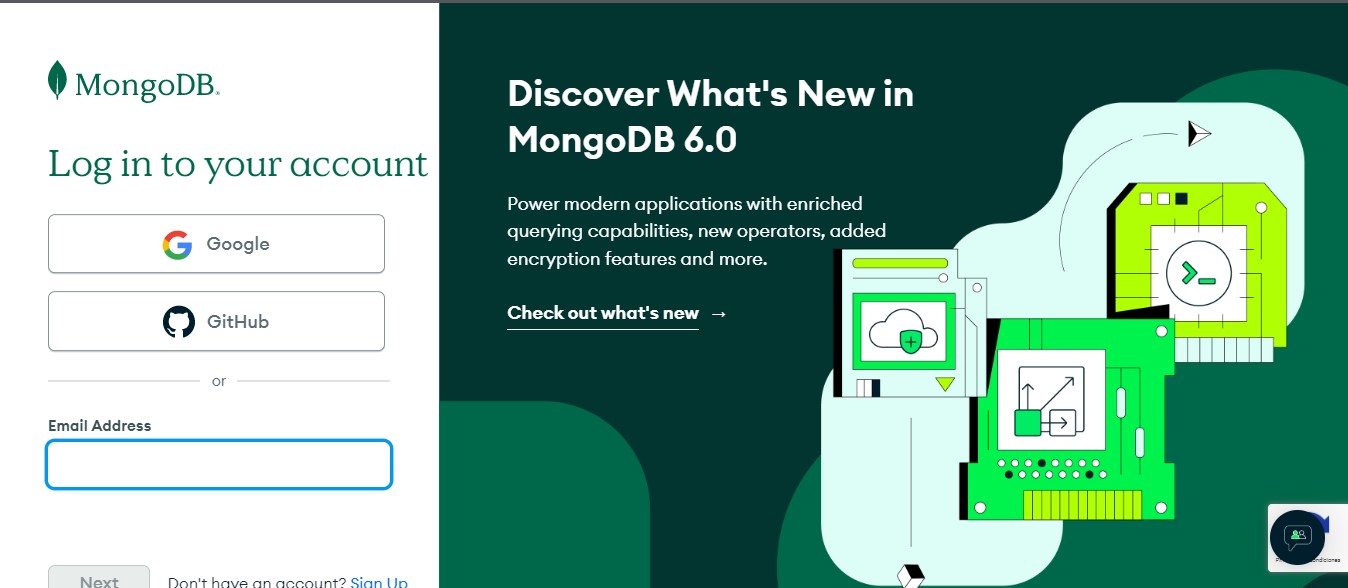 MongoDB.
Log in to your account
Google
GitHub
or
Email Address
Next
Don't have an account? Sign Up
Discover What's New in
MongoDB 6.0
Power modern applications with enriched
querying capabilities, new operators, added
encryption features and more.
Check out what's new →